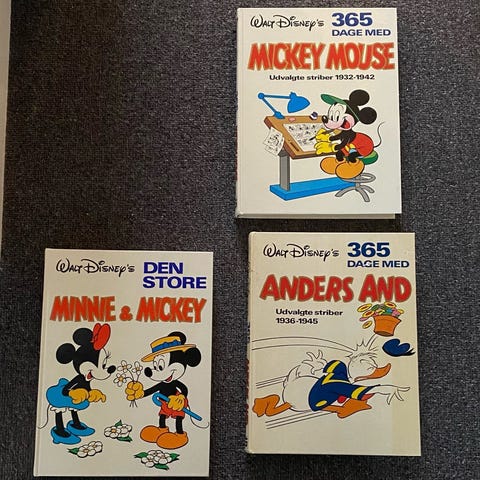 Walt Disney's 365
DAGE MED
MICKEY MOUSE
Udvalgte striber 1932-1942
Walt Disney's DEN
STORE
MINNIE & MICKEY
Walt Disney's 365
DAGE MED
ANDERS AND
Udvalgte striber
1936-1945